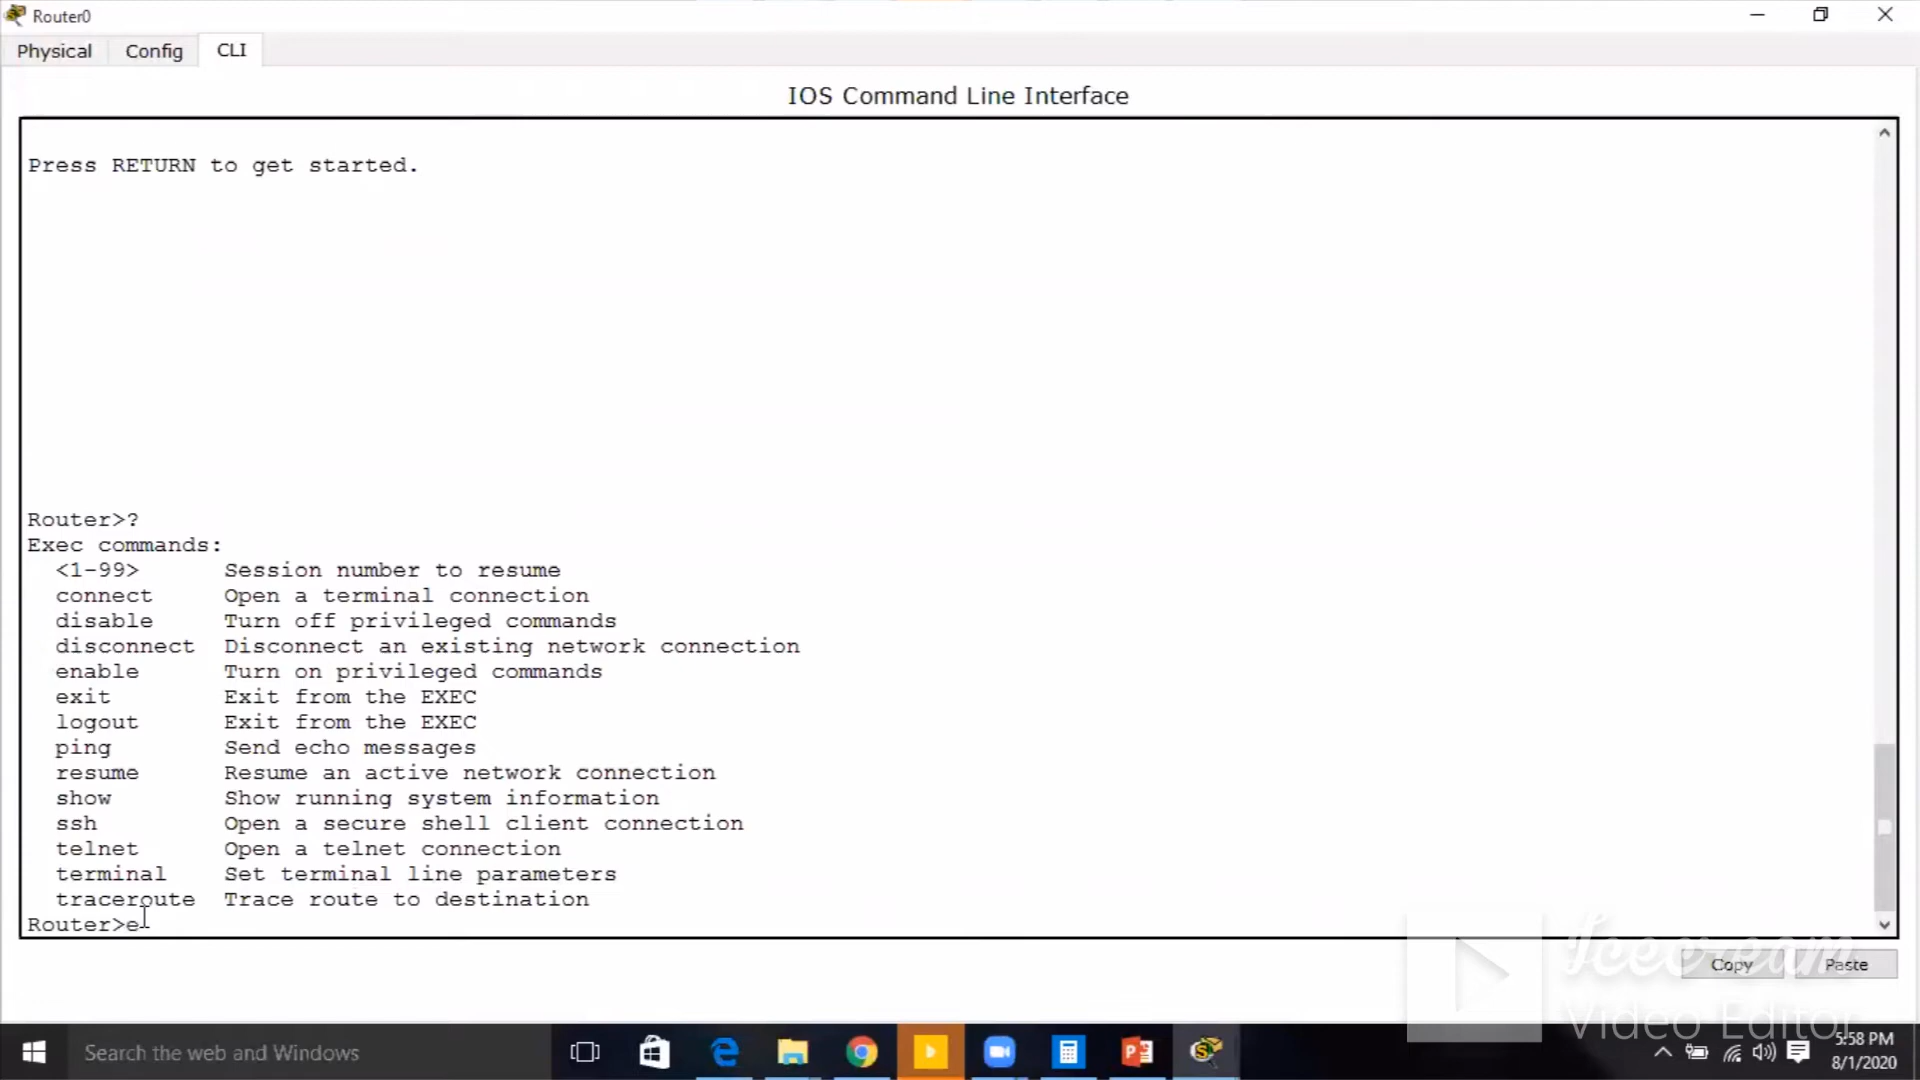 Router0
Physical Config CLI
IOS Command Line Interface
Press RETURN to get started.
Router>?
Exec commands:
<1-99> Session number to resume
connect Open a terminal connection
disable Turn off privileged commands
disconnect Disconnect an existing network connection
enable Turn on privileged commands
exit Exit from the EXEC
logout Exit from the EXEC
ping Send echo messages
resume Resume an active network connection
show Show running system information
ssh Open a secure shell client connection
telnet Open a telnet connection
terminal Set terminal line parameters
traceroute Trace route to destination
Router>e
Copy Paste
Icecream
Video Editor
Search the web and Windows
5:58 PM
8/1/2020